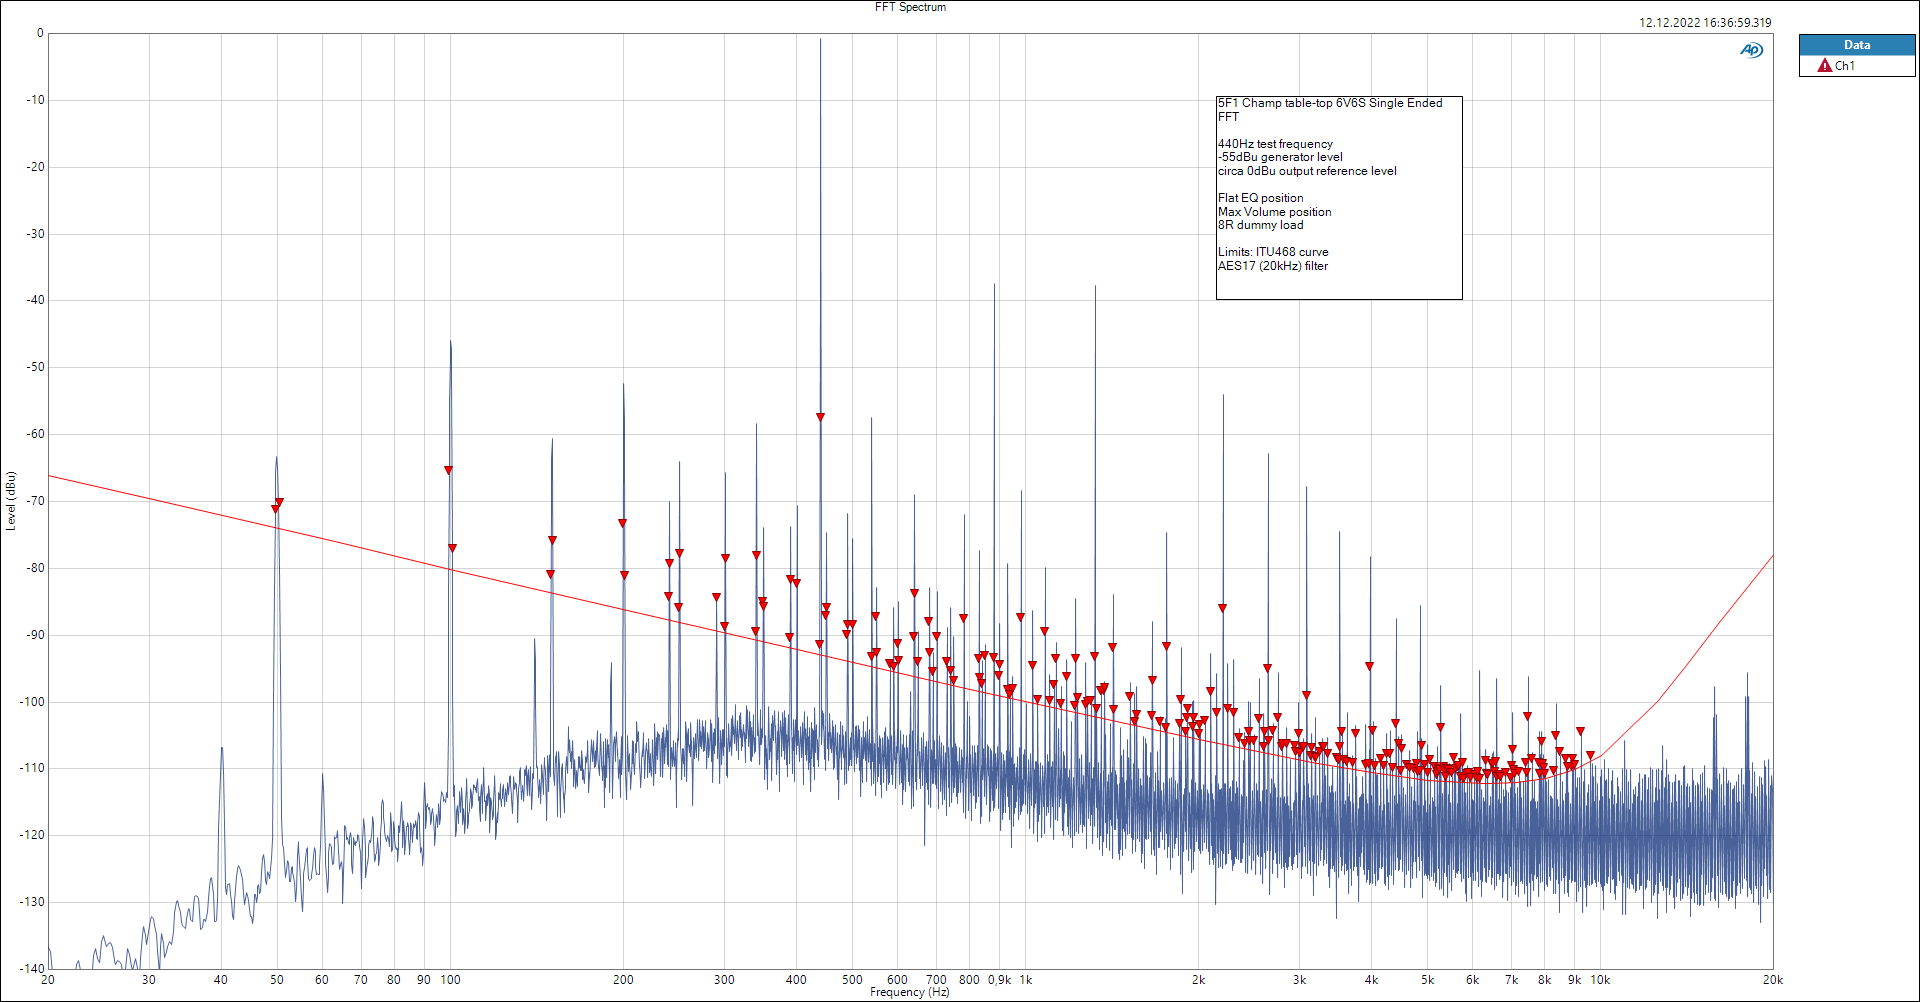 FFT Spectrum
12.12.2022 16:36:59.319
AP
Data
Ch1
0
-10
-20
-30
-40
-50
-60
-70
-80
-90
-100
-110
-120
-130
-140
Level (dBu)
5F1 Champ table-top 6V6S Single Ended
FFT
440Hz test frequency
-55dBu generator level
circa 0dBu output reference level
Flat EQ position
Max Volume position
8R dummy load
Limits: ITU468 curve
AES17 (20kHz) filter
20 30 40 50 60 70 80 90 100 200 300 400 500 600 700 800 0,9k 1k 2k 3k 4k 5k 6k 7k 8k 9k 10k 20k
Frequency (Hz)